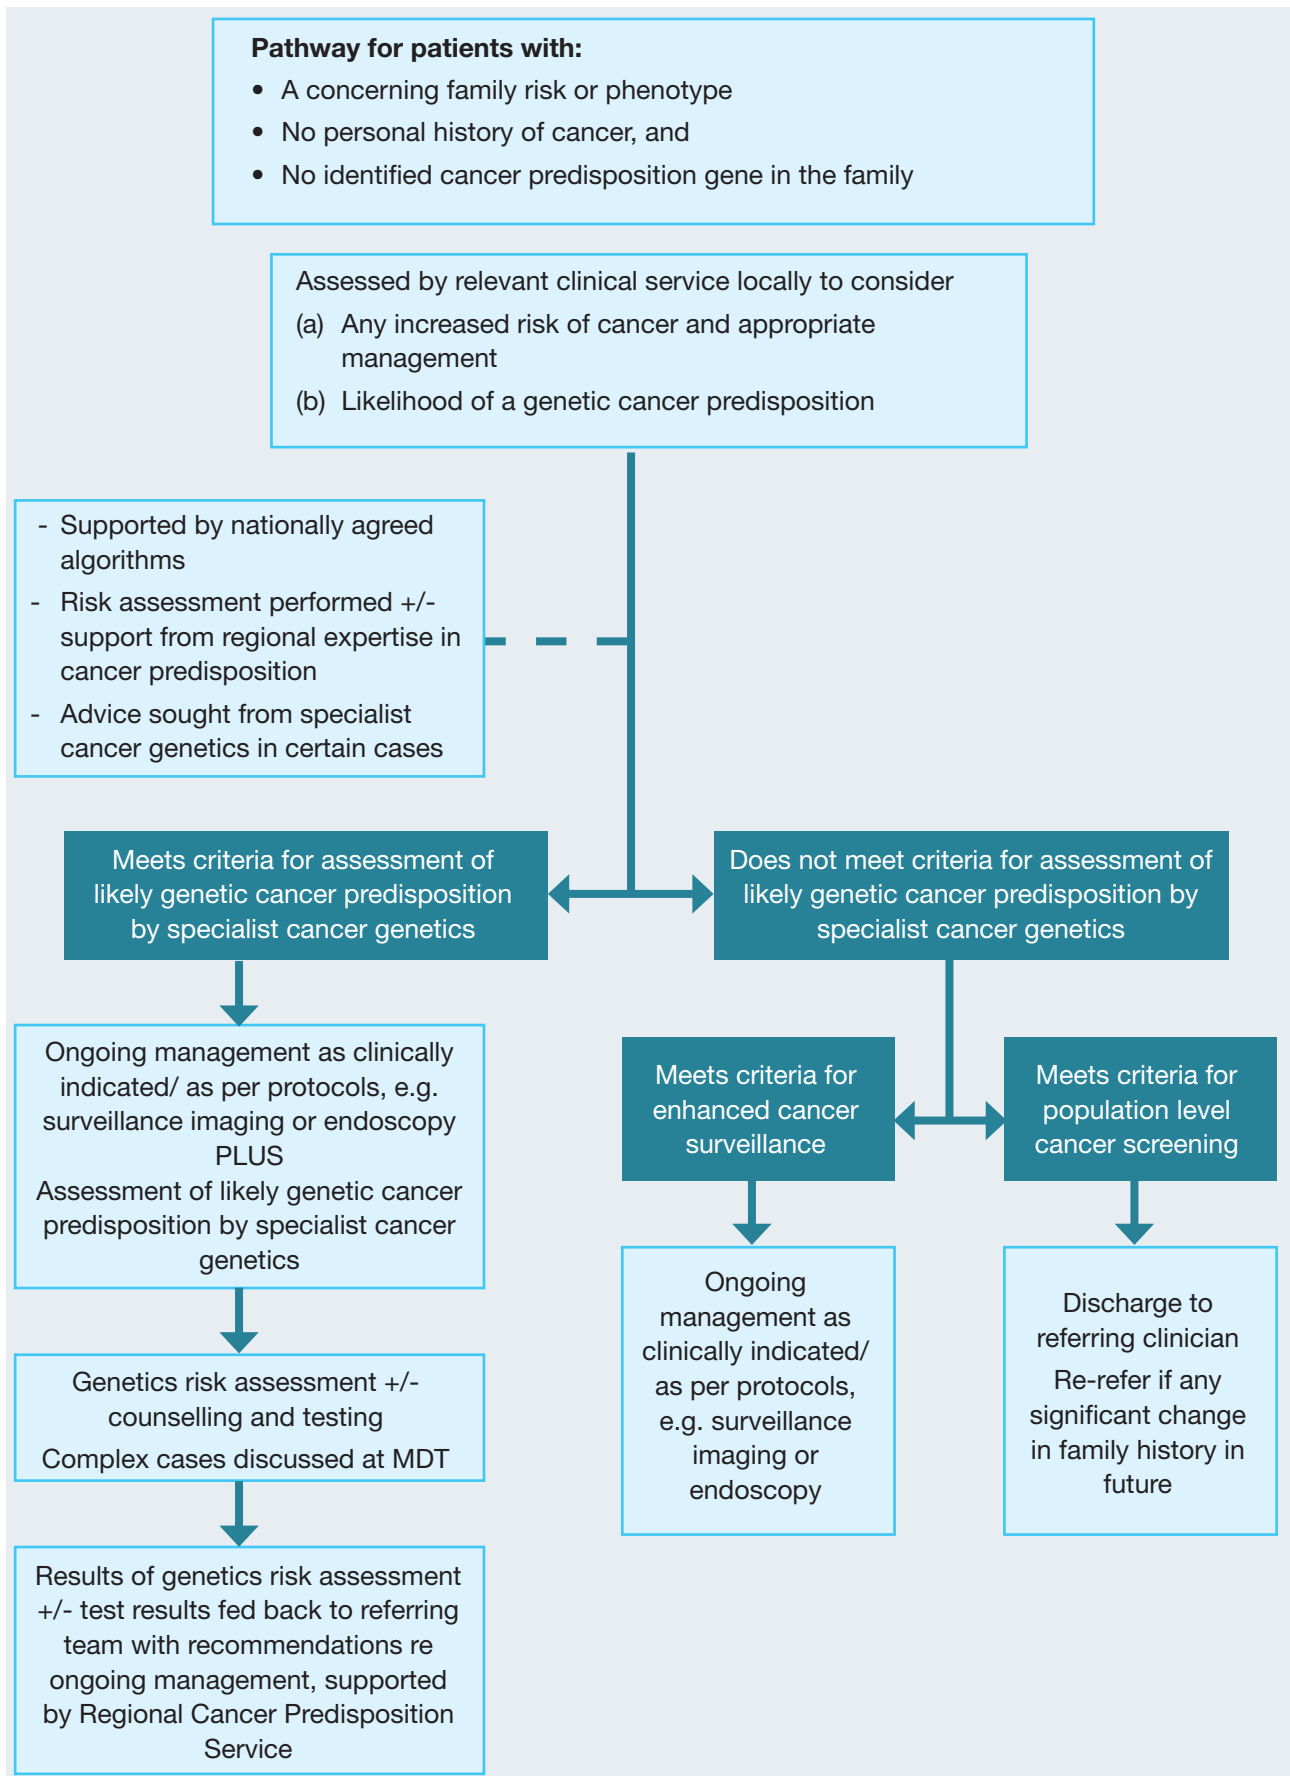 Pathway for patients with:
• A concerning family risk or phenotype
• No personal history of cancer, and
• No identified cancer predisposition gene in the family
Assessed by relevant clinical service locally to consider
(a) Any increased risk of cancer and appropriate
management
(b) Likelihood of a genetic cancer predisposition
- Supported by nationally agreed
algorithms
- Risk assessment performed +/-
support from regional expertise in
cancer predisposition
- Advice sought from specialist
cancer genetics in certain cases
Meets criteria for assessment of
likely genetic cancer predisposition
by specialist cancer genetics
Does not meet criteria for assessment of
likely genetic cancer predisposition by
specialist cancer genetics
Ongoing management as clinically
indicated/ as per protocols, e.g.
surveillance imaging or endoscopy
PLUS
Assessment of likely genetic cancer
predisposition by specialist cancer
genetics
Meets criteria for
enhanced cancer
surveillance
Meets criteria for
population level
cancer screening
Genetics risk assessment +/-
counselling and testing
Complex cases discussed at MDT
Ongoing
management as
clinically indicated/
as per protocols,
e.g. surveillance
imaging or
endoscopy
Discharge to
referring clinician
Re-refer if any
significant change
in family history in
future
Results of genetics risk assessment
+/- test results fed back to referring
team with recommendations re
ongoing management, supported
by Regional Cancer Predisposition
Service